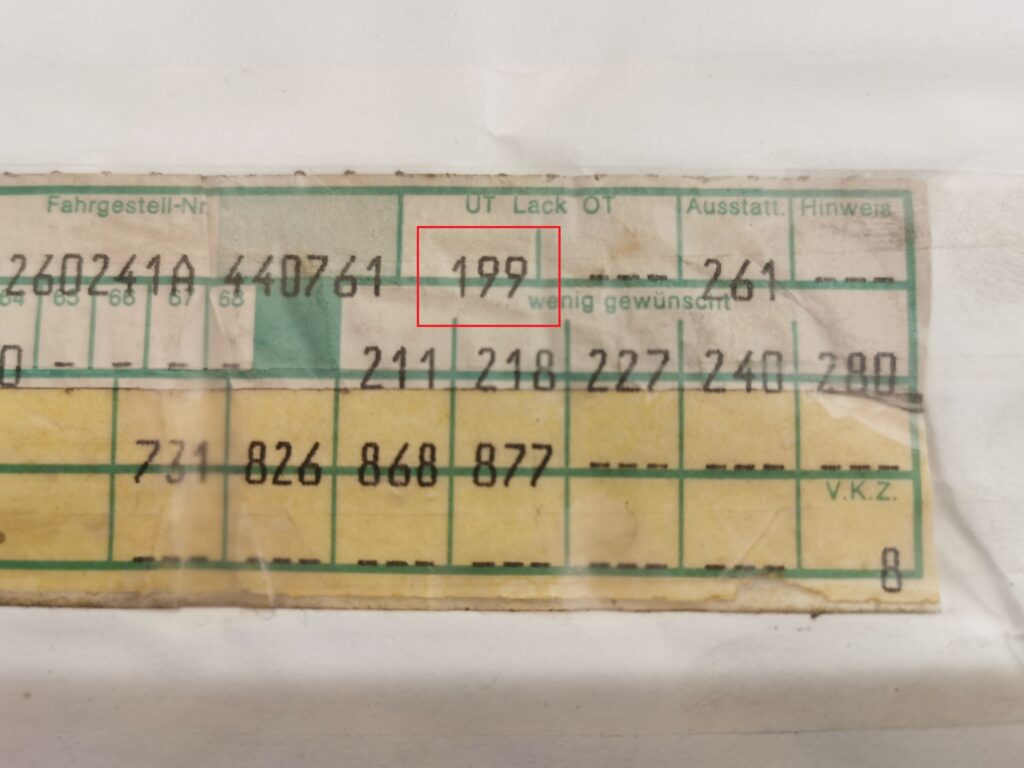 Fahrgestell-Nr UT Lack OT Ausstatt. Hinweis
260241A 440761 199 --- 261 ---
64 65 66 67 68 wenig gewünscht
0 - - - - 211 218 227 240 280
731 826 868 877 --- --- ---
V.K.Z.
--- --- --- --- --- --- 8